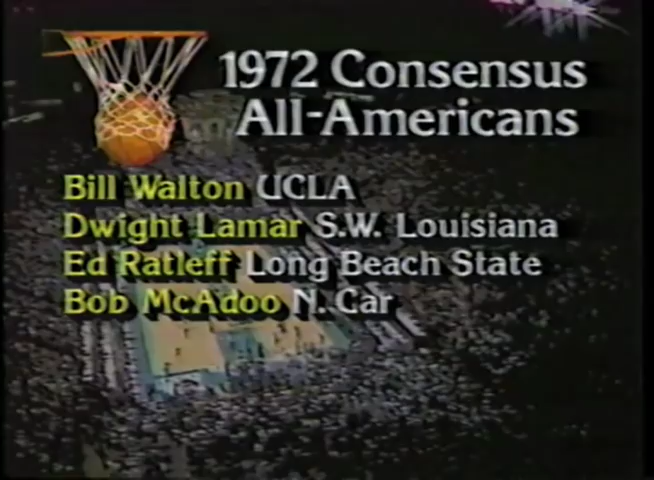 1972 Consensus
All-Americans
Bill Walton UCLA
Dwight Lamar S.W. Louisiana
Ed Ratleff Long Beach State
Bob McAdoo N. Car